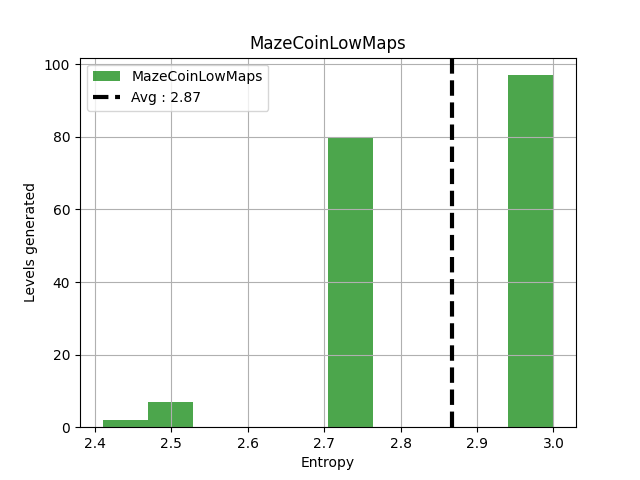 MazeCoinLowMaps
MazeCoinLowMaps
Avg : 2.87
Levels generated
100
80
60
40
20
0
2.4 2.5 2.6 2.7 2.8 2.9 3.0
Entropy